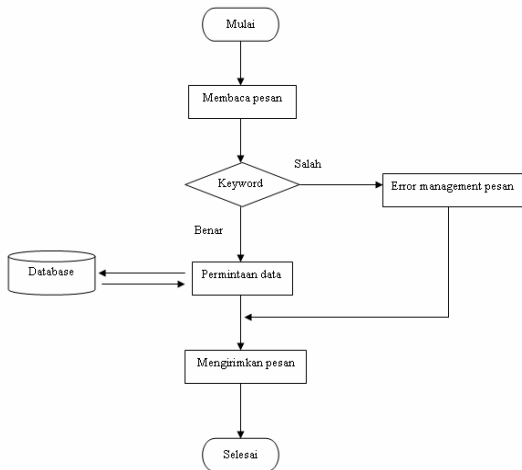 Mulai
Membaca pesan
Keyword
Salah
Error management pesan
Benar
Database
Permintaan data
Mengirimkan pesan
Selesai